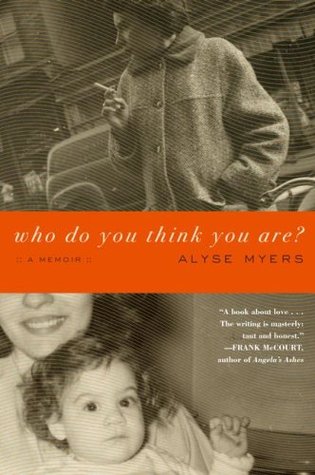 who do you think you are?
:: A MEMOIR :: ALYSE MYERS
"A book about love . . .
The writing is masterly:
taut and honest."
—FRANK McCOURT,
author of Angela's Ashes